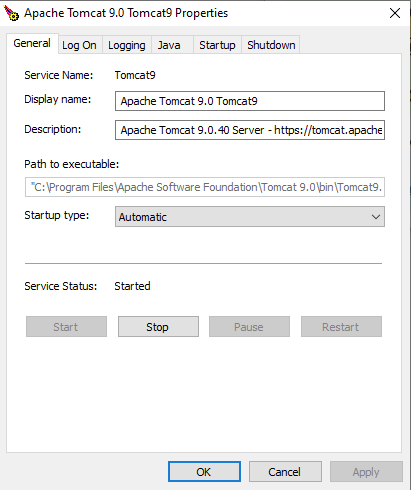 Apache Tomcat 9.0 Tomcat9 Properties
General Log On Logging Java Startup Shutdown
Service Name: Tomcat9
Display name: Apache Tomcat 9.0 Tomcat9
Description: Apache Tomcat 9.0.40 Server - https://tomcat.apache
Path to executable:
"C:\Program Files\Apache Software Foundation\Tomcat 9.0\bin\Tomcat9.
Startup type: Automatic
Service Status: Started
Start Stop Pause Restart
OK Cancel Apply